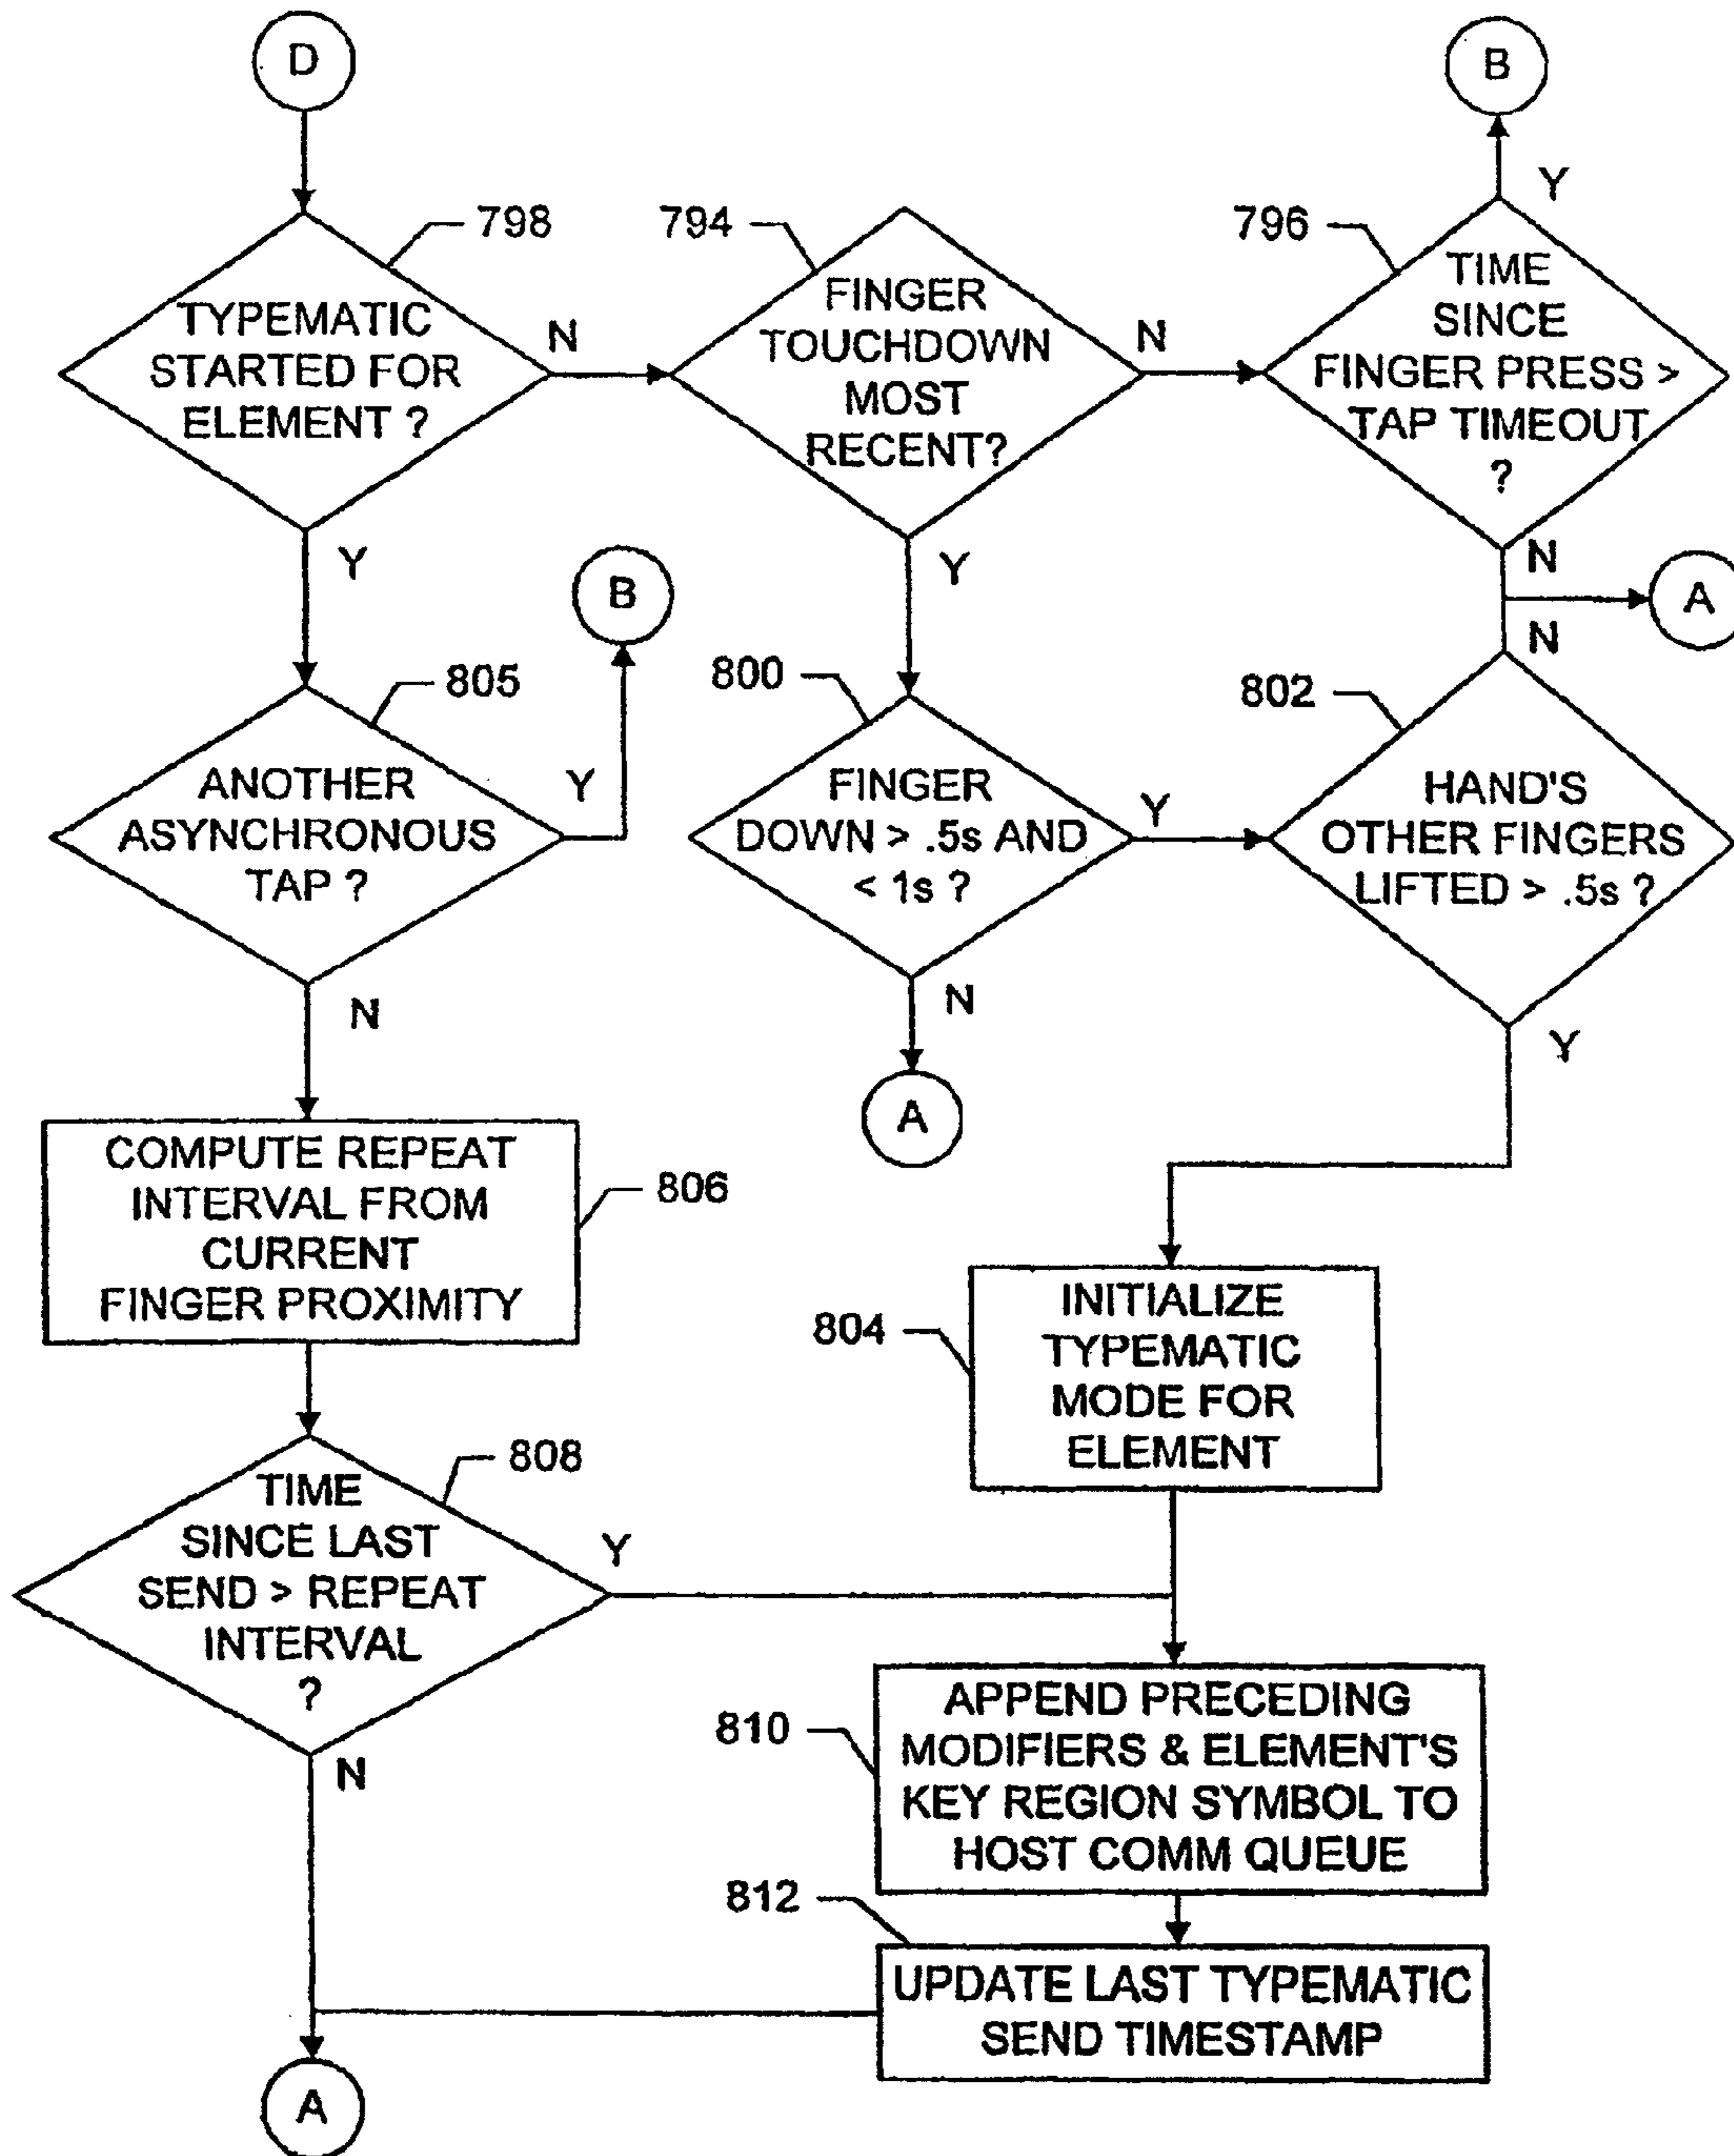 D
B
798
794
796
TYPEMATIC
STARTED FOR
ELEMENT ?
N
Y
FINGER
TOUCHDOWN
MOST
RECENT?
N
Y
TIME
SINCE
FINGER PRESS >
TAP TIMEOUT
?
Y
N
A
N
B
805
800
802
ANOTHER
ASYNCHRONOUS
TAP ?
Y
N
FINGER
DOWN > .5s AND
< 1s ?
Y
N
A
HAND'S
OTHER FINGERS
LIFTED > .5s ?
Y
COMPUTE REPEAT
INTERVAL FROM
CURRENT
FINGER PROXIMITY
806
804
INITIALIZE
TYPEMATIC
MODE FOR
ELEMENT
808
TIME
SINCE LAST
SEND > REPEAT
INTERVAL
?
Y
N
810
APPEND PRECEDING
MODIFIERS & ELEMENT'S
KEY REGION SYMBOL TO
HOST COMM QUEUE
812
UPDATE LAST TYPEMATIC
SEND TIMESTAMP
A